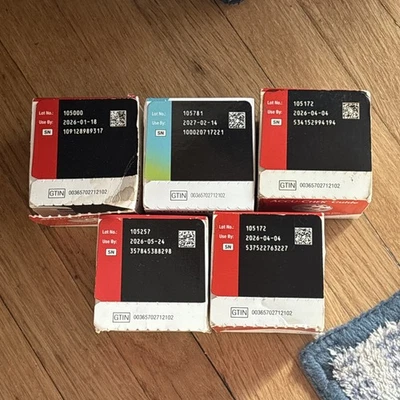 Lot No.: 105000
Use By: 2026-01-18
SN 109128989317
GTIN 00365702712102
Lot No.: 105781
Use By: 2027-02-14
SN 100020717221
GTIN 00365702712102
Lot No.: 105172
Use By: 2026-04-04
SN 534152994194
GTIN 00365702712102
Lot No.: 105257
Use By: 2026-05-24
SN 357845388298
GTIN 00365702712102
Lot No.: 105172
Use By: 2026-04-04
SN 537522763227
GTIN 00365702712102